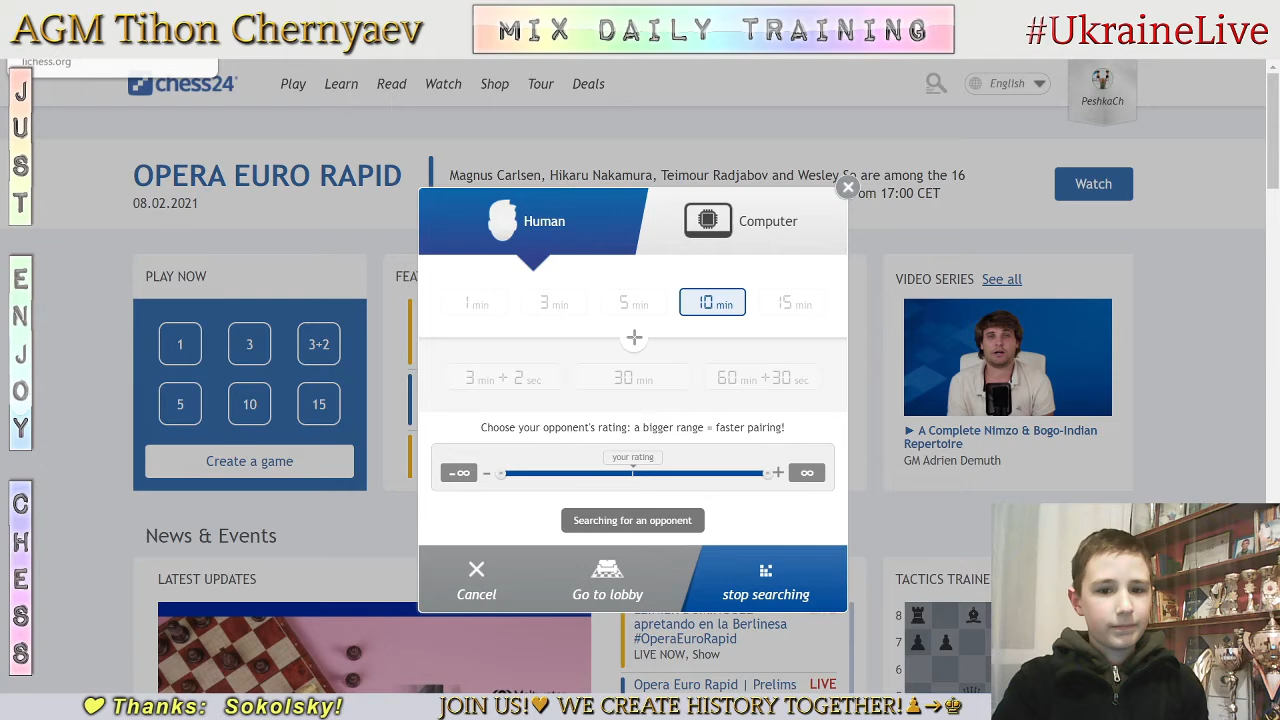 AGM Tihon Chernyaev
MIX DAILY TRAINING
#UkraineLive
lichess.org
JUST
ENJOY
CHESS
chess24
Play
Learn
Read
Watch
Shop
Tour
Deals
English
PeshkaCh
OPERA EURO RAPID
08.02.2021
Magnus Carlsen, Hikaru Nakamura, Teimour Radjabov and Wesley So are among the 16
om 17:00 CET
Watch
Human
Computer
1 min
3 min
5 min
10 min
15 min
+
3 min + 2 sec
30 min
60 min +30 sec
Choose your opponent's rating: a bigger range = faster pairing!
your rating
-∞ -
+ ∞
Searching for an opponent
Cancel
Go to lobby
stop searching
PLAY NOW
1
3
3+2
5
10
15
Create a game
FEA
VIDEO SERIES See all
► A Complete Nimzo & Bogo-Indian
Repertoire
GM Adrien Demuth
News & Events
LATEST UPDATES
apretando en la Berlinesa
#OperaEuroRapid
LIVE NOW, Show
Opera Euro Rapid | Prelims
LIVE
TACTICS TRAINE
8
7
6
Thanks: Sokolsky!
JOIN US! WE CREATE HISTORY TOGETHER!